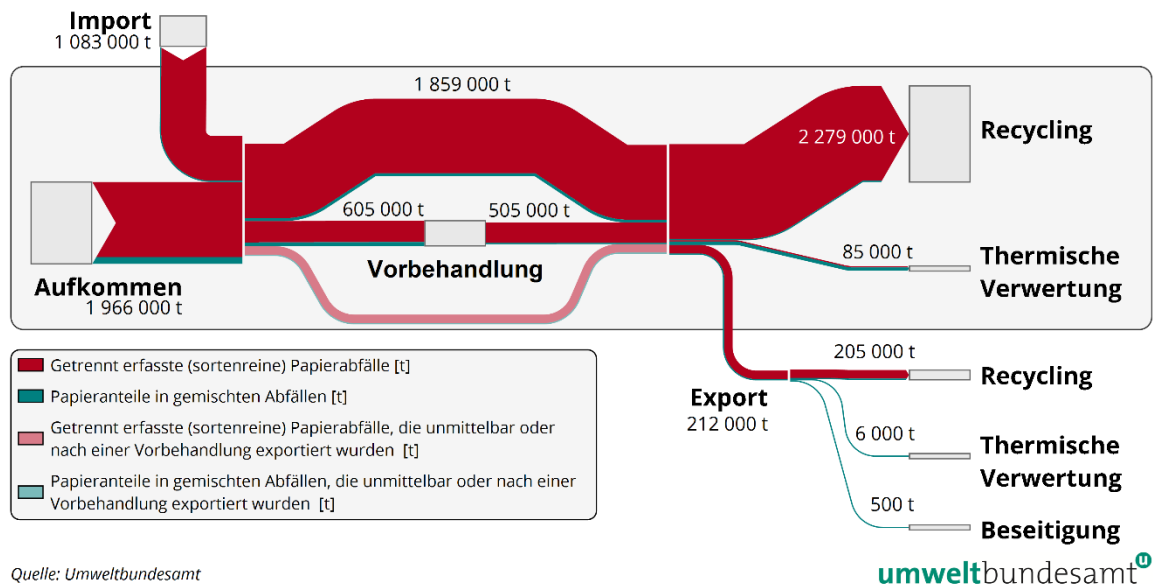 Import
1 083 000 t
1 859 000 t
2 279 000 t
Recycling
605 000 t
505 000 t
Vorbehandlung
Aufkommen
1 966 000 t
85 000 t
Thermische
Verwertung
Getrennt erfasste (sortenreine) Papierabfälle [t]
Papieranteile in gemischten Abfällen [t]
Getrennt erfasste (sortenreine) Papierabfälle, die unmittelbar oder
nach einer Vorbehandlung exportiert wurden [t]
Papieranteile in gemischten Abfällen, die unmittelbar oder nach einer
Vorbehandlung exportiert wurden [t]
Export
212 000 t
205 000 t
Recycling
6 000 t
Thermische
Verwertung
500 t
Beseitigung
Quelle: Umweltbundesamt
umweltbundesamt u